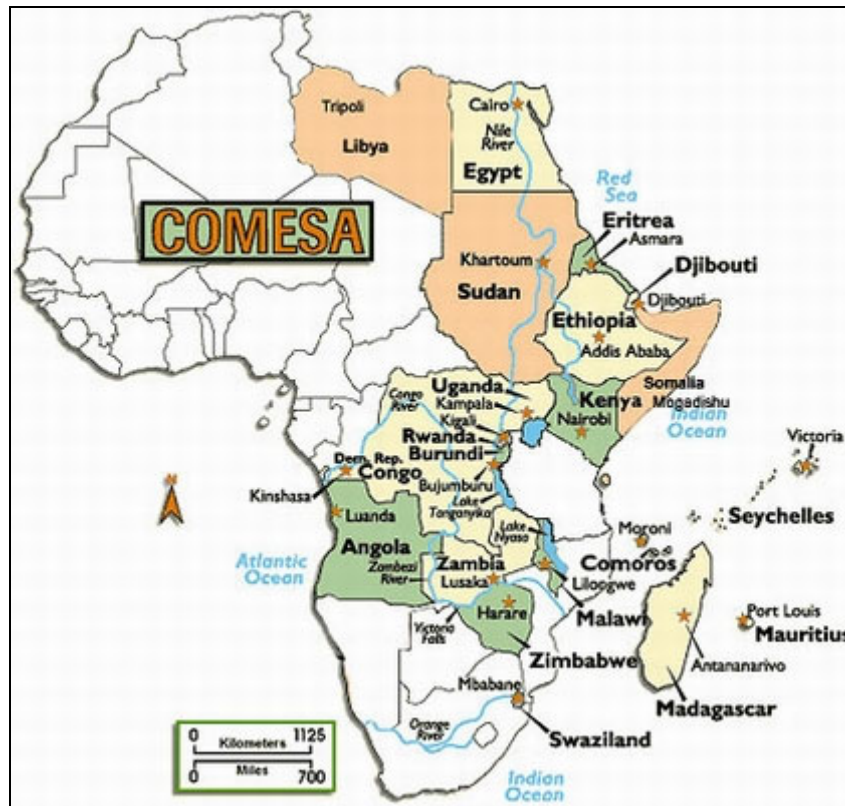 Tripoli
Libya
Cairo
Nile
River
Egypt
Red
Sea
COMESA
Eritrea
Asmara
Khartoum
Sudan
Djibouti
Djibouti
Ethiopia
Addis Ababa
Uganda
Kampala
Kigali
Rwanda
Burundi
Kenya
Nairobi
Somalia
Mogadishu
Indian
Ocean
Congo
River
Dem. Rep.
Congo
Kinshasa
Bujumburu
Lake
Tanganyika
Victoria
Seychelles
Luanda
Angola
Atlantic
Ocean
Zambezi
River
Zambia
Lusaka
Lake
Nyasa
Moroni
Comoros
Liloogwe
Malawi
Harare
Victoria
Falls
Zimbabwe
Port Louis
Mauritius
Antananarivo
Madagascar
Mbabane
Swaziland
Orange
River
Indian
Ocean
N
0 1125
Kilometers
Miles
0 700